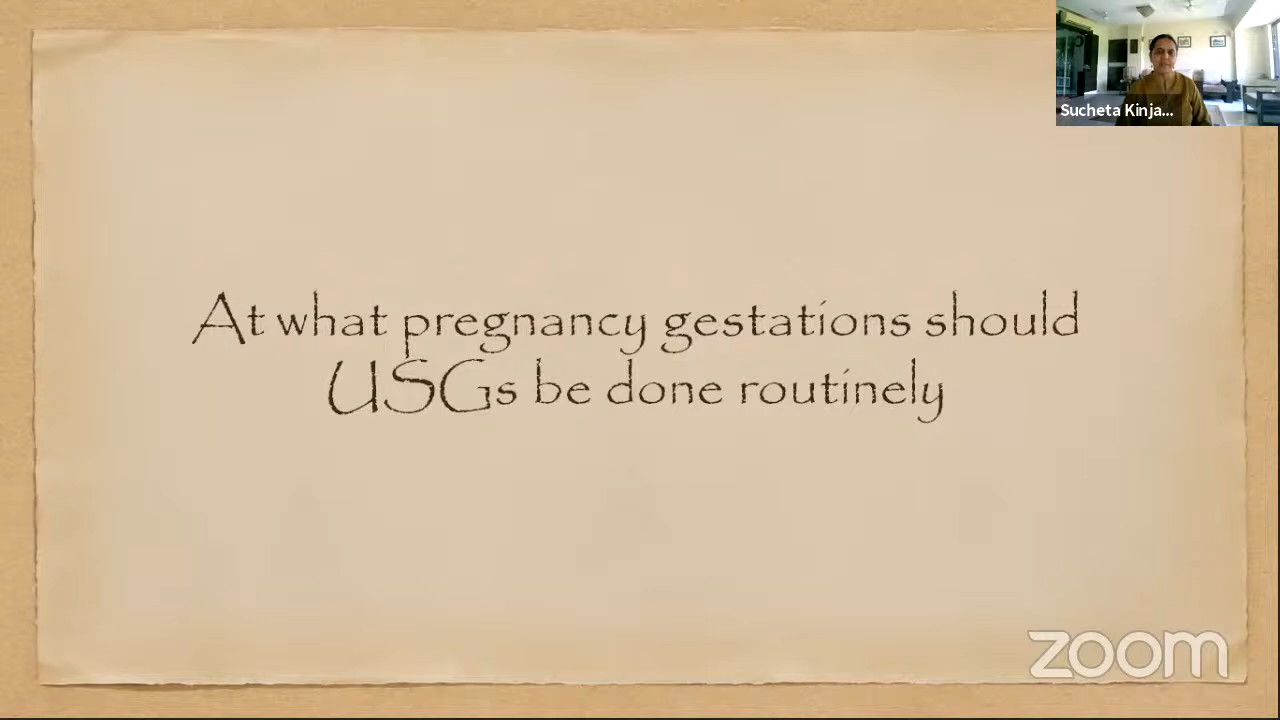 Sucheta Kinja...
At what pregnancy gestations should
USGs be done routinely
zoom